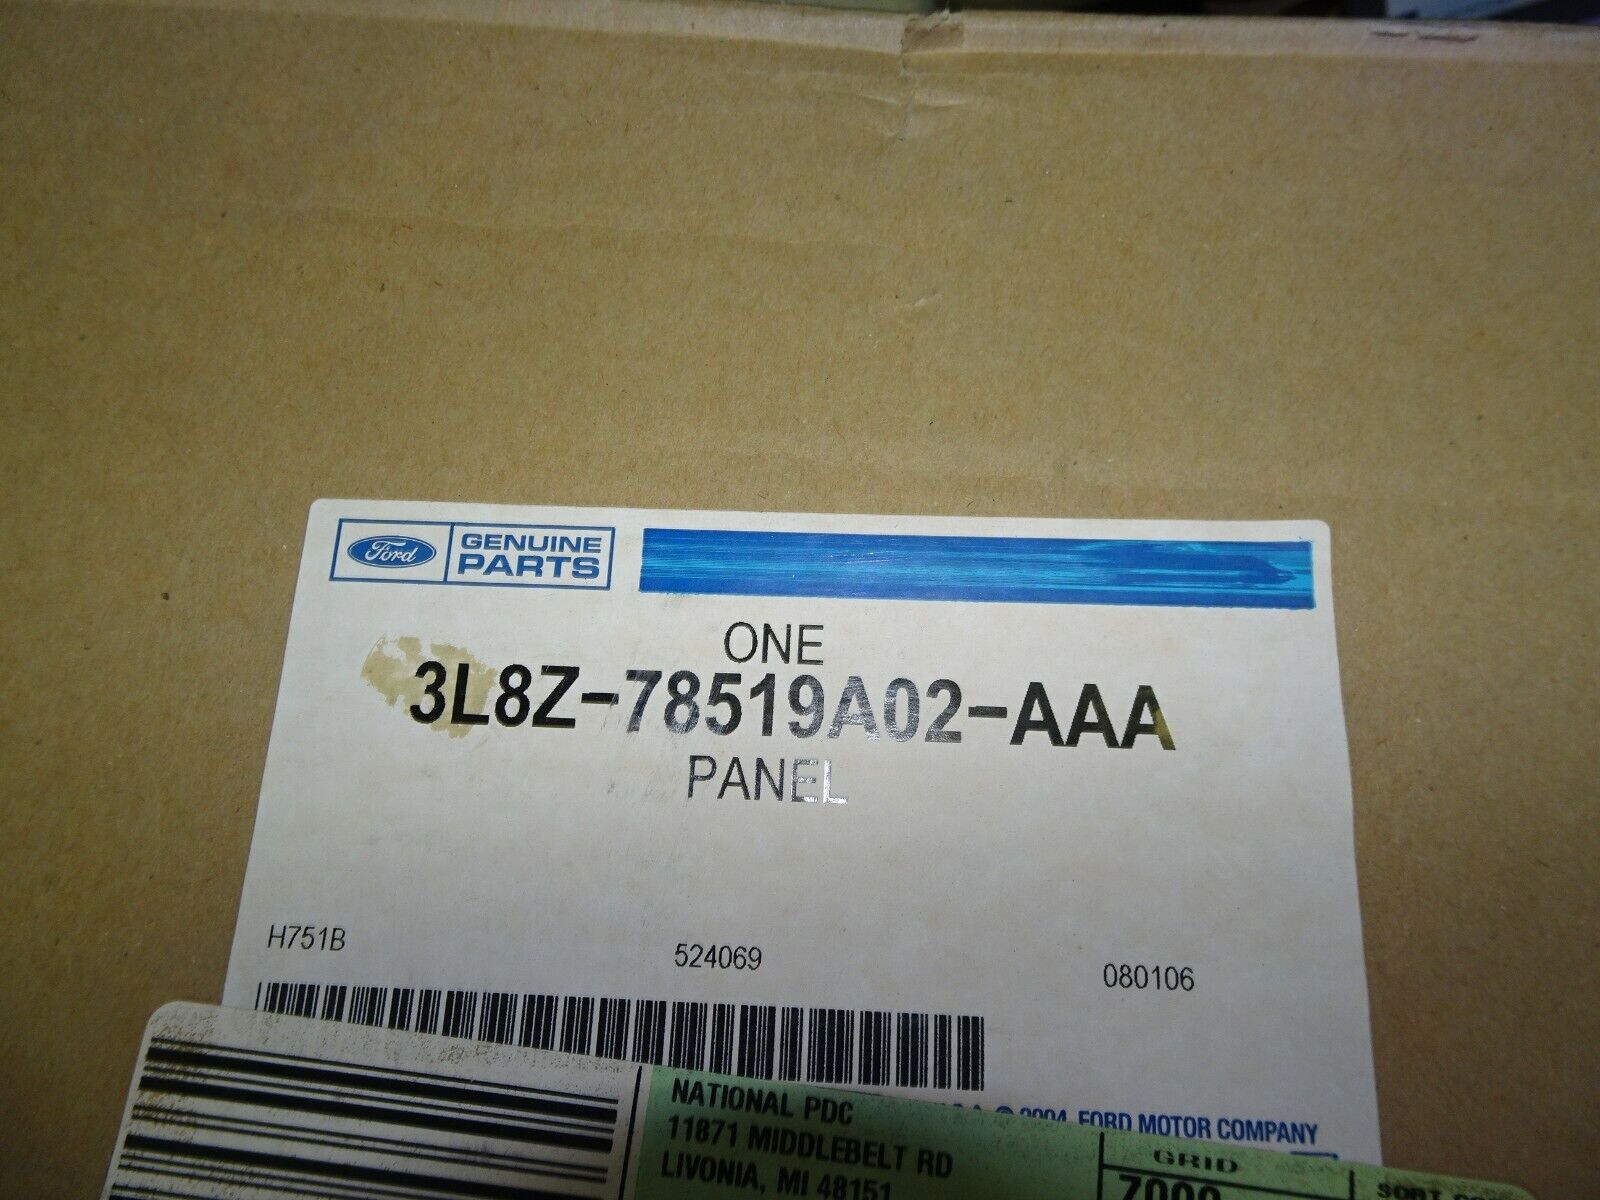 Ford
GENUINE
PARTS
ONE
3L8Z-78519A02-AAA
PANEL
H751B
524069
080106
© 2004 FORD MOTOR COMPANY
NATIONAL PDC
11871 MIDDLEBELT RD
LIVONIA, MI 48151
GRID
7000